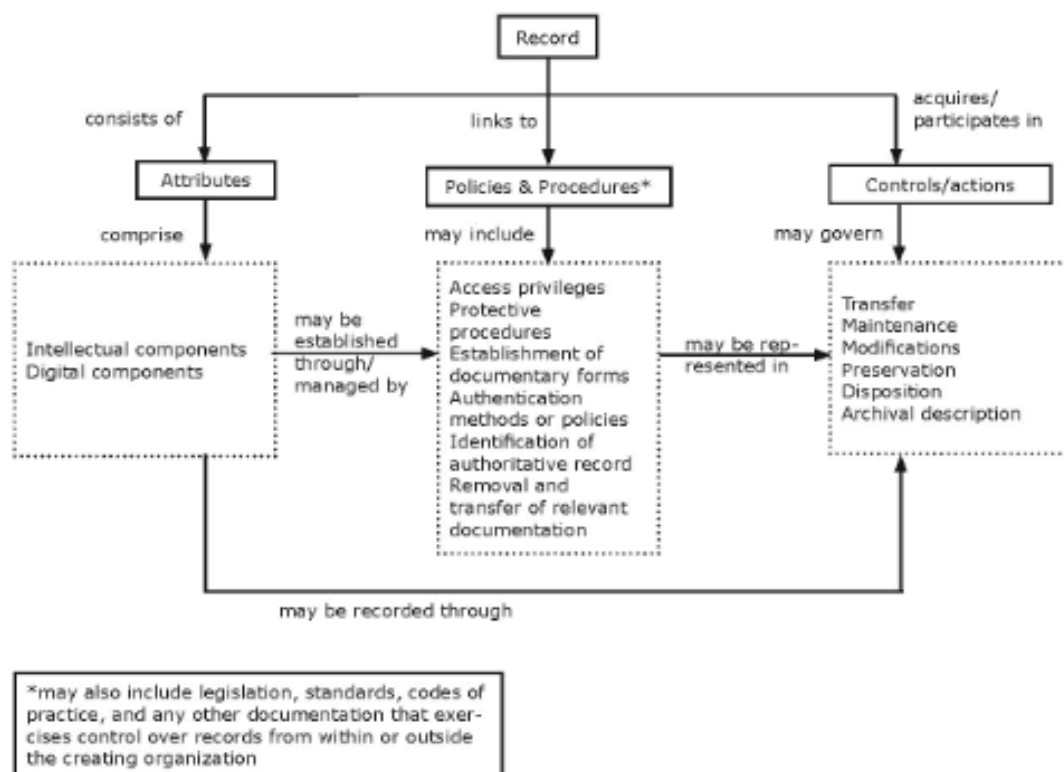 Record
consists of
links to
acquires/
participates in
Attributes
Policies & Procedures*
Controls/actions
comprise
may include
may govern
Intellectual components
Digital components
may be
established
through/
managed by
Access privileges
Protective
procedures
Establishment of
documentary forms
Authentication
methods or policies
Identification of
authoritative record
Removal and
transfer of relevant
documentation
may be rep-
resented in
Transfer
Maintenance
Modifications
Preservation
Disposition
Archival description
may be recorded through
*may also include legislation, standards, codes of
practice, and any other documentation that exer-
cises control over records from within or outside
the creating organization